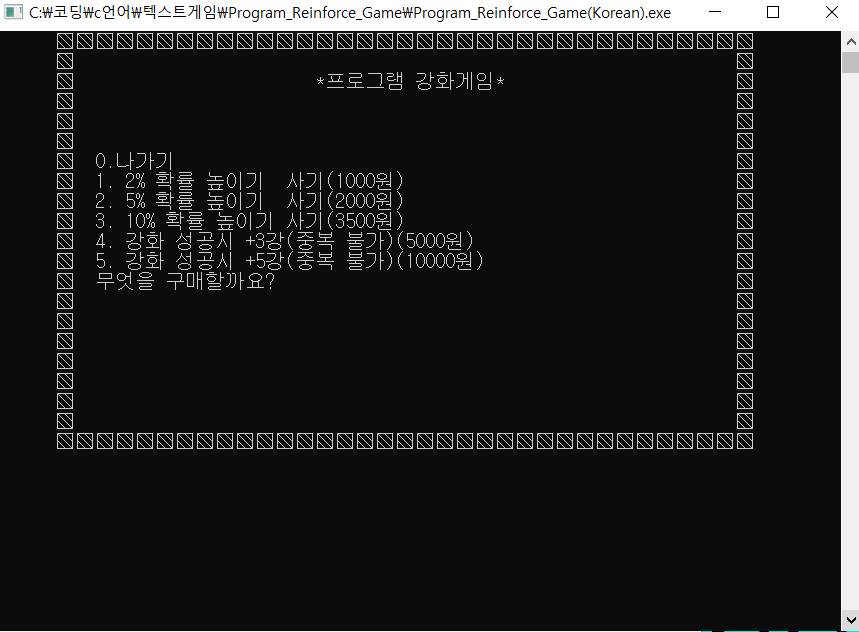 C:₩코딩₩c언어₩텍스트게임₩Program_Reinforce_Game₩Program_Reinforce_Game(Korean).exe
*프로그램 강화게임*
0.나가기
1. 2% 확률 높이기  사기(1000원)
2. 5% 확률 높이기  사기(2000원)
3. 10% 확률 높이기 사기(3500원)
4. 강화 성공시 +3강(중복 불가)(5000원)
5. 강화 성공시 +5강(중복 불가)(10000원)
무엇을 구매할까요?